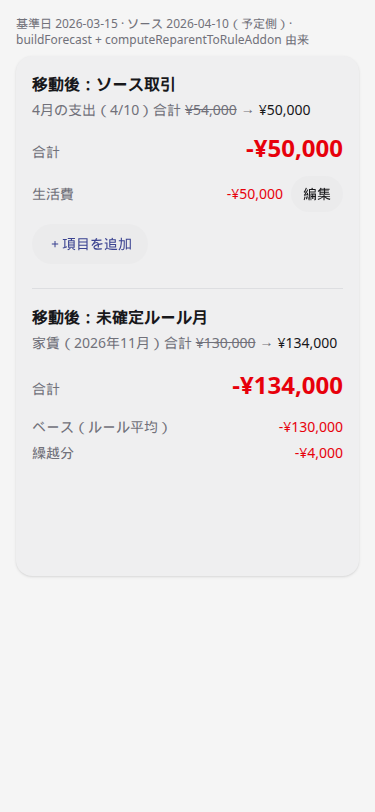 基準日 2026-03-15 · ソース 2026-04-10（予定側）·
buildForecast + computeReparentToRuleAddon 由来
移動後：ソース取引
4月の支出（4/10）合計 ¥54,000 → ¥50,000
合計 -¥50,000
生活費 -¥50,000 編集
+ 項目を追加
移動後：未確定ルール月
家賃（2026年11月）合計 ¥130,000 → ¥134,000
合計 -¥134,000
ベース（ルール平均） -¥130,000
繰越分 -¥4,000